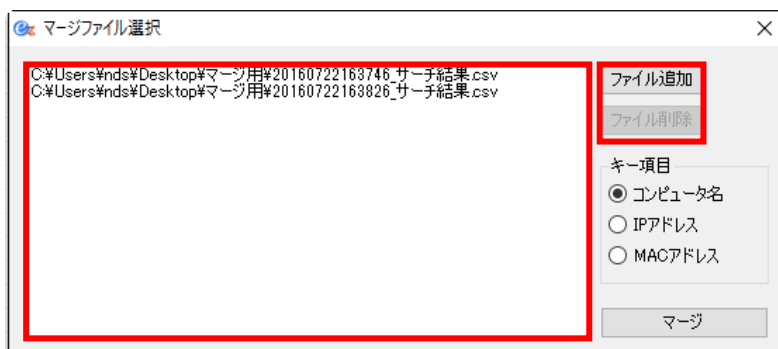 マージファイル選択
C:¥Users¥nds¥Desktop¥マージ用¥20160722163746_サーチ結果.csv
C:¥Users¥nds¥Desktop¥マージ用¥20160722163826_サーチ結果.csv
ファイル追加
ファイル削除
キー項目
コンピュータ名
IPアドレス
MACアドレス
マージ